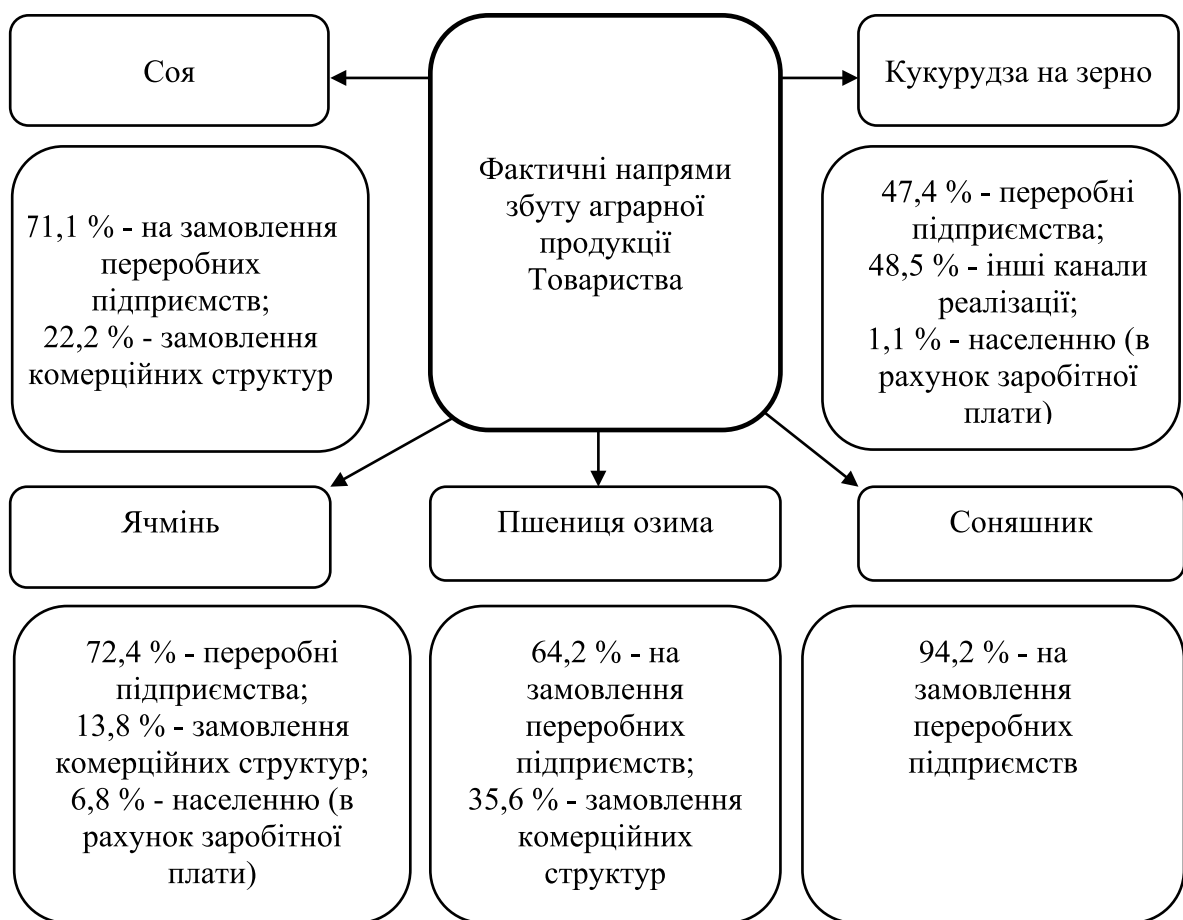 Соя
Фактичні напрями
збуту аграрної
продукції
Товариства
Кукурудза на зерно
71,1 % - на замовлення
переробних
підприємств;
22,2 % - замовлення
комерційних структур
47,4 % - переробні
підприємства;
48,5 % - інші канали
реалізації;
1,1 % - населенню (в
рахунок заробітної
плати)
Ячмінь
Пшениця озима
Соняшник
72,4 % - переробні
підприємства;
13,8 % - замовлення
комерційних структур;
6,8 % - населенню (в
рахунок заробітної
плати)
64,2 % - на
замовлення
переробних
підприємств;
35,6 % - замовлення
комерційних
структур
94,2 % - на
замовлення
переробних
підприємств